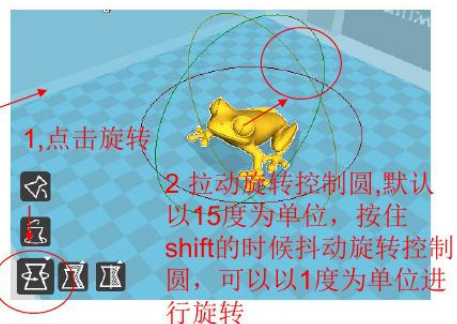 1,点击旋转
2 拉动旋转控制圆,默认
以15度为单位，按住
shift的时候抖动旋转控制
圆，可以以1度为单位进
行旋转